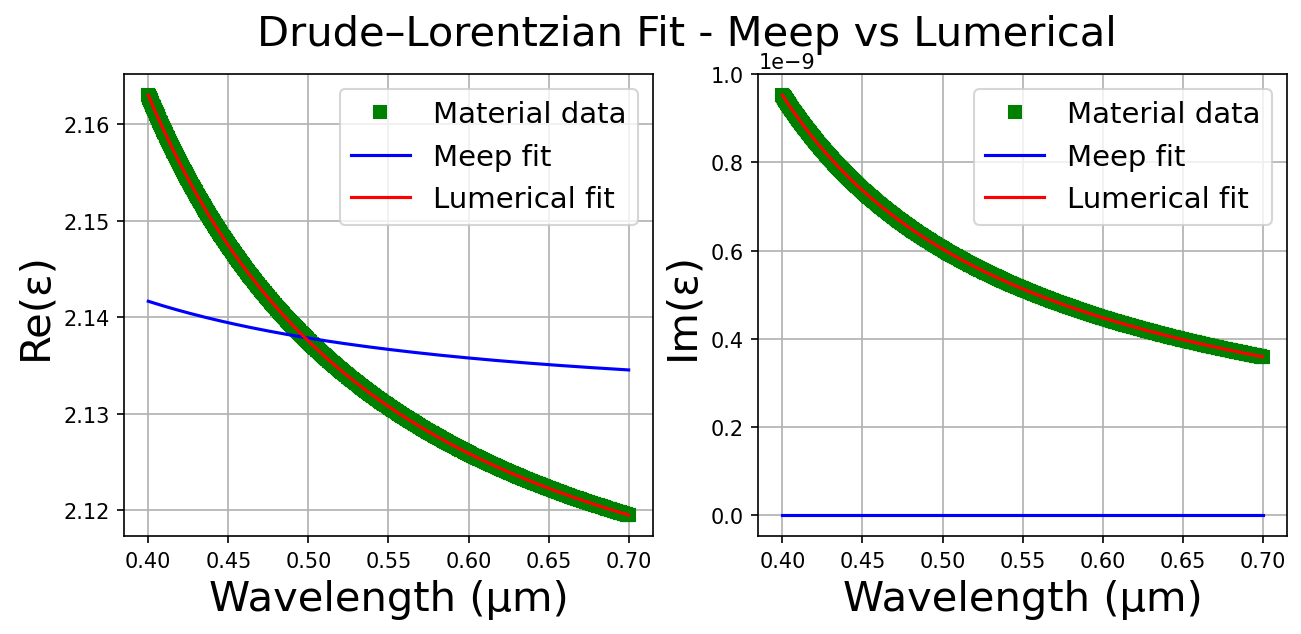 Drude–Lorentzian Fit - Meep vs Lumerical
Re(ε)
2.16
2.15
2.14
2.13
2.12
Material data
Meep fit
Lumerical fit
0.40 0.45 0.50 0.55 0.60 0.65 0.70
Wavelength (μm)
1e−9
Im(ε)
1.0
0.8
0.6
0.4
0.2
0.0
Material data
Meep fit
Lumerical fit
0.40 0.45 0.50 0.55 0.60 0.65 0.70
Wavelength (μm)